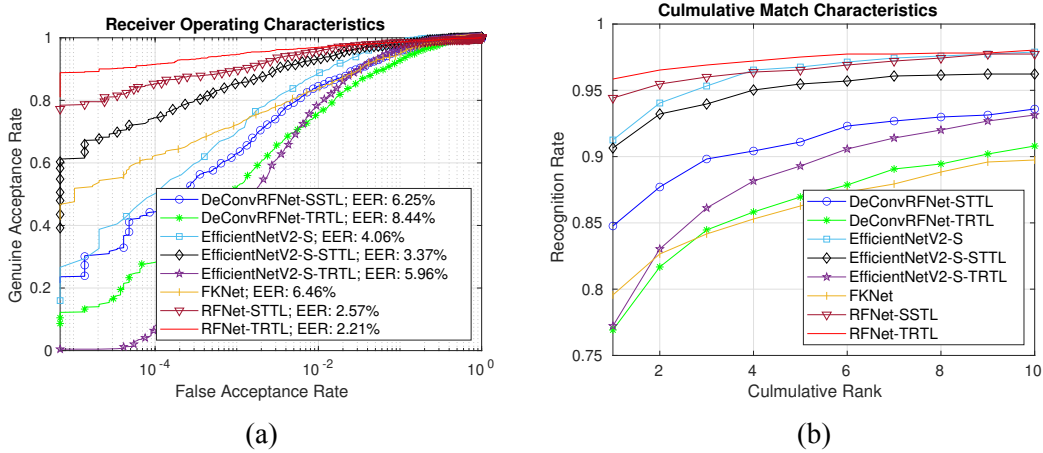 Receiver Operating Characteristics
1
0.8
0.6
0.4
0.2
0
Genuine Acceptance Rate
DeConvRFNet-SSTL; EER: 6.25%
DeConvRFNet-TRTL; EER: 8.44%
EfficientNetV2-S; EER: 4.06%
EfficientNetV2-S-STTL; EER: 3.37%
EfficientNetV2-S-TRTL; EER: 5.96%
FKNet; EER: 6.46%
RFNet-STTL; EER: 2.57%
RFNet-TRTL; EER: 2.21%
10^-4
10^-2
10^0
False Acceptance Rate
(a)
Culmulative Match Characteristics
1
0.95
0.9
0.85
0.8
0.75
Recognition Rate
DeConvRFNet-STTL
DeConvRFNet-TRTL
EfficientNetV2-S
EfficientNetV2-S-STTL
EfficientNetV2-S-TRTL
FKNet
RFNet-SSTL
RFNet-TRTL
2
4
6
8
10
Culmulative Rank
(b)